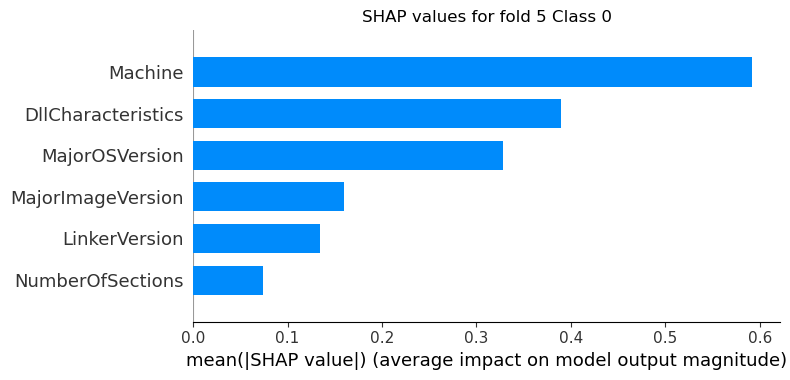 SHAP values for fold 5 Class 0
Machine
DllCharacteristics
MajorOSVersion
MajorImageVersion
LinkerVersion
NumberOfSections
0.0 0.1 0.2 0.3 0.4 0.5 0.6
mean(|SHAP value|) (average impact on model output magnitude)